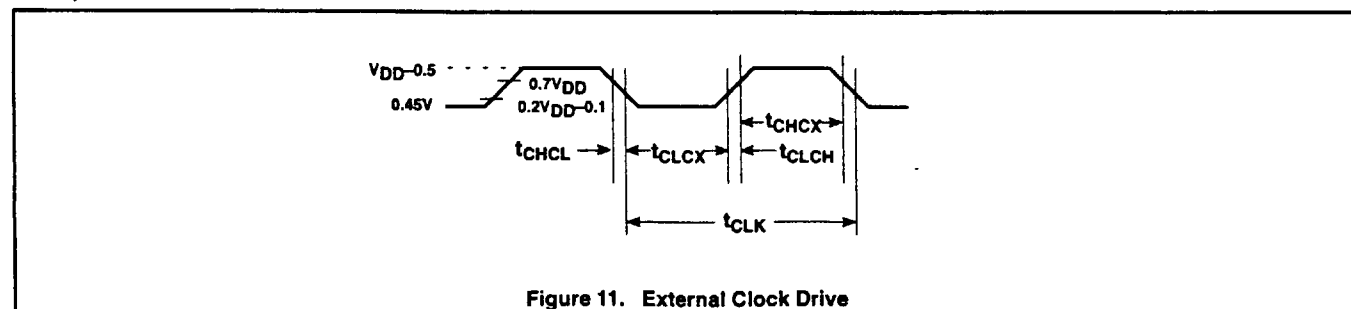 VDD–0.5
0.7VDD
0.45V
0.2VDD–0.1
tCHCX
tCHCL
tCLCX
tCLCH
tCLK
Figure 11. External Clock Drive